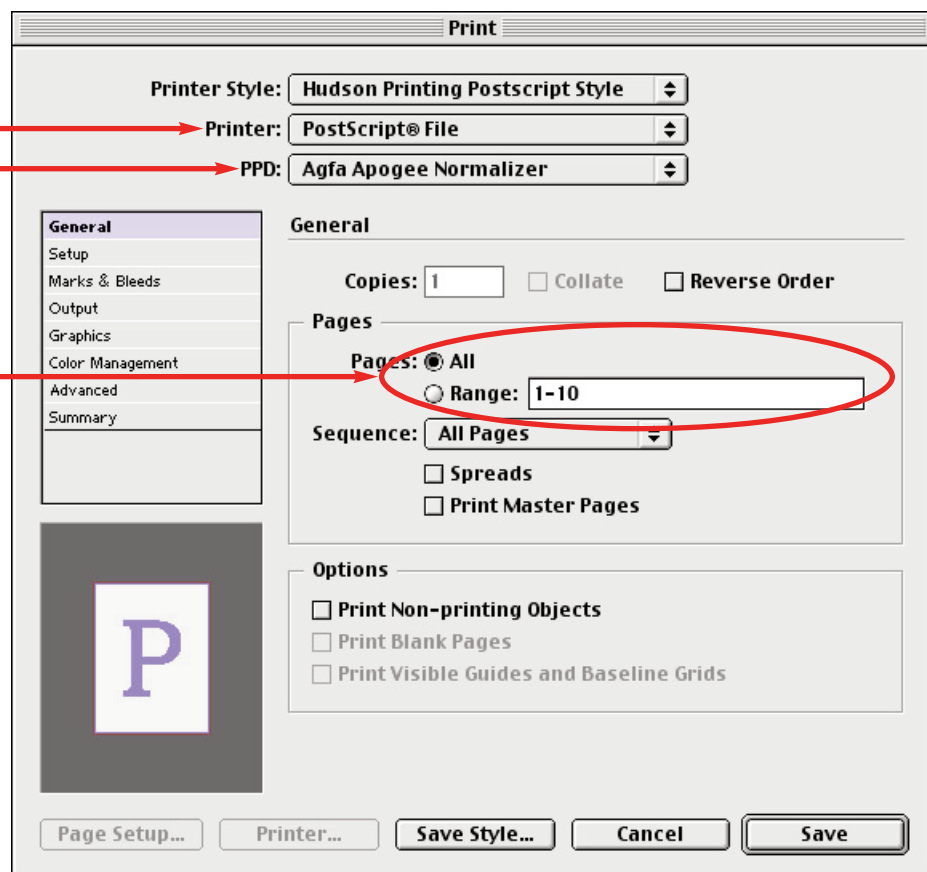 Print
Printer Style: Hudson Printing Postscript Style
Printer: PostScript® File
PPD: Agfa Apogee Normalizer
General
Setup
Marks & Bleeds
Output
Graphics
Color Management
Advanced
Summary
General
Copies: 1 Collate Reverse Order
Pages
Pages: All
Range: 1-10
Sequence: All Pages
Spreads
Print Master Pages
Options
Print Non-printing Objects
Print Blank Pages
Print Visible Guides and Baseline Grids
P
Page Setup... Printer... Save Style... Cancel Save